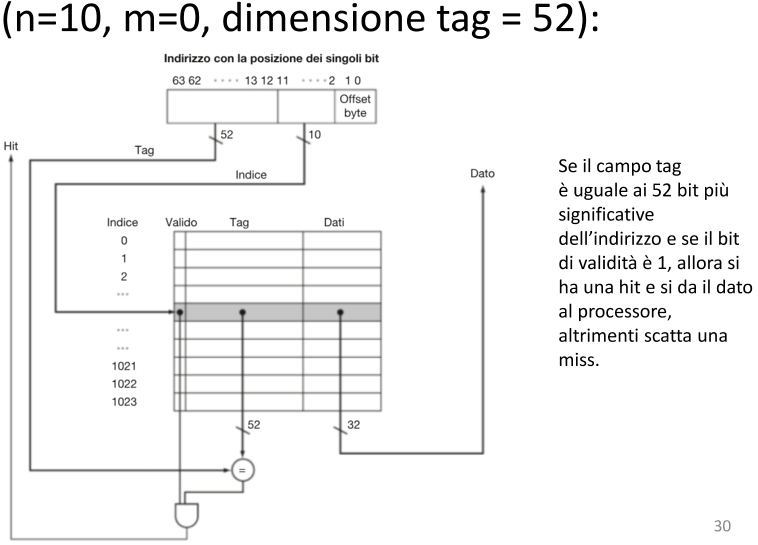 (n=10, m=0, dimensione tag = 52):
Indirizzo con la posizione dei singoli bit
63 62 •••• 13 12 11 •••• 2 1 0
Offset
byte
52
10
Hit
Tag
Indice
Dato
Indice Valido Tag Dati
0
1
2
•••
•••
•••
1021
1022
1023
52
32
=
Se il campo tag
è uguale ai 52 bit più
significative
dell'indirizzo e se il bit
di validità è 1, allora si
ha una hit e si da il dato
al processore,
altrimenti scatta una
miss.
30